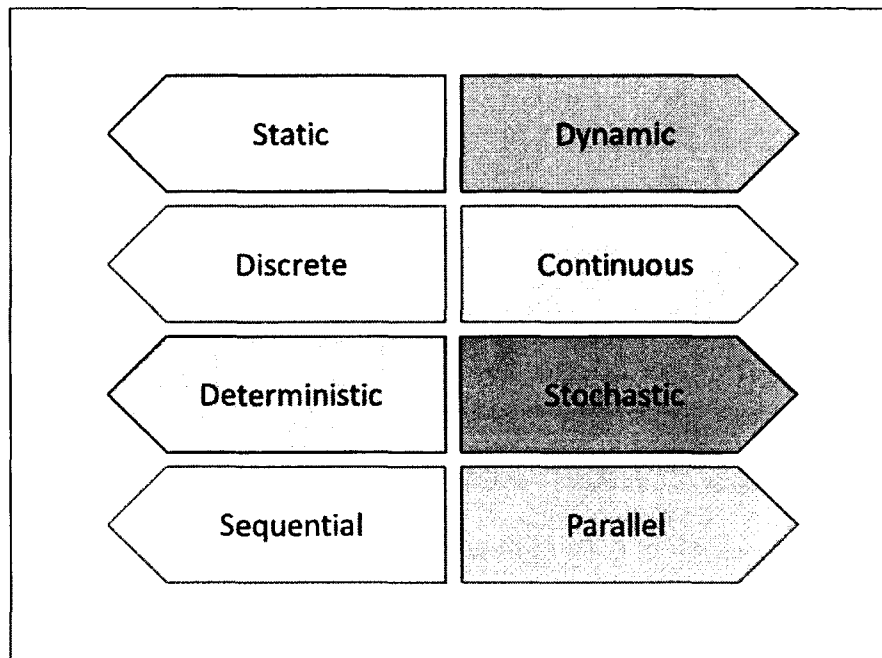 Static
Dynamic
Discrete
Continuous
Deterministic
Stochastic
Sequential
Parallel